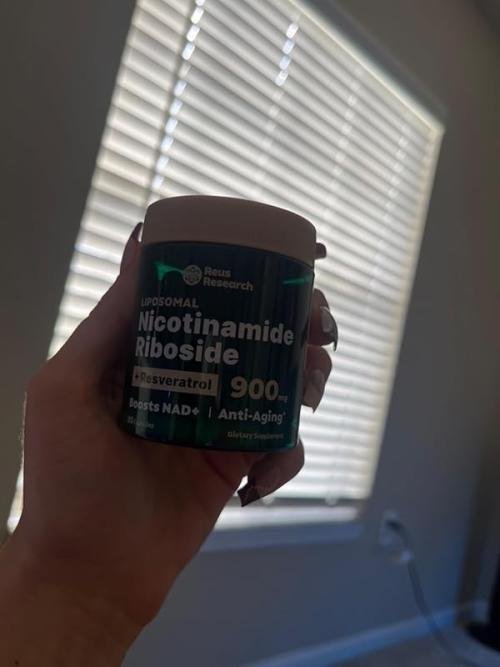 Reus
Research
LIPOSOMAL
Nicotinamide
Riboside
+Resveratrol
900mg
Boosts NAD+ | Anti-Aging*
Dietary Supplement